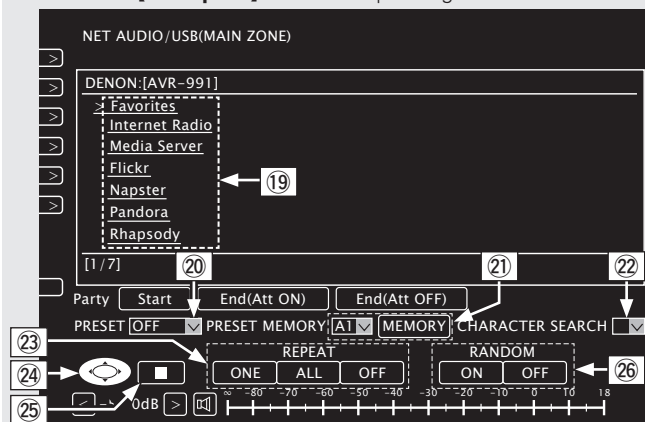 NET AUDIO/USB(MAIN ZONE)
>
>
DENON:[AVR-991]
>
> Favorites
Internet Radio
>
Media Server
Flickr
>
⑲
Napster
>
Pandora
Rhapsody
[1/7]
⑳
㉑
㉒
Party Start End(Att ON) End(Att OFF)
PRESET OFF PRESET MEMORY A1 MEMORY CHARACTER SEARCH
㉓
REPEAT RANDOM
㉔
ONE ALL OFF ON OFF
㉖
㉕
0dB >
∞ -80 -70 -60 -50 -40 -30 -20 -10 0 10 18